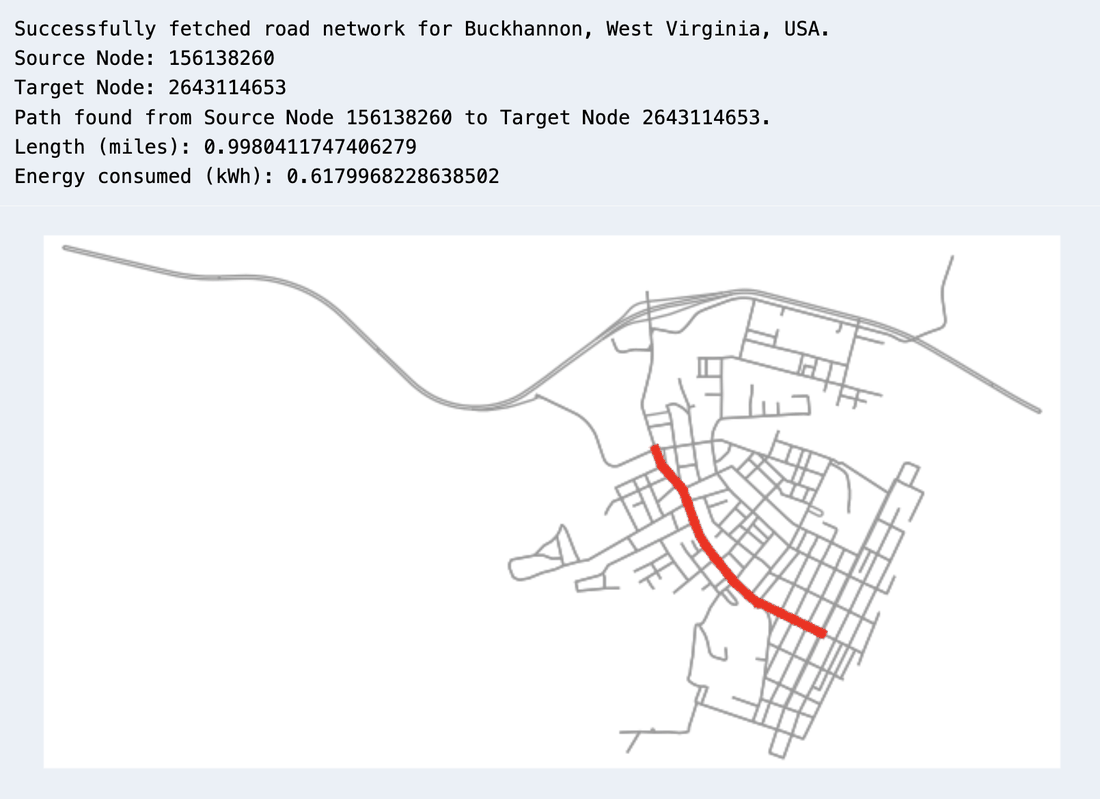 Successfully fetched road network for Buckhannon, West Virginia, USA.
Source Node: 156138260
Target Node: 2643114653
Path found from Source Node 156138260 to Target Node 2643114653.
Length (miles): 0.9980411747406279
Energy consumed (kWh): 0.6179968228638502